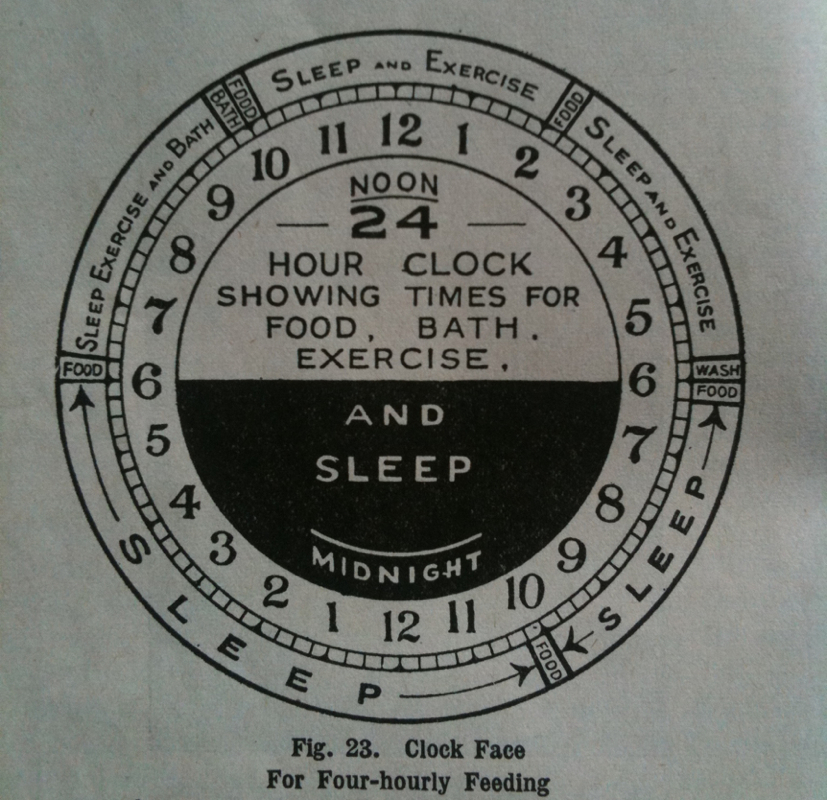 SLEEP AND EXERCISE
FOOD
SLEEP AND EXERCISE
WASH
FOOD
SLEEP
FOOD
SLEEP
FOOD
SLEEP EXERCISE AND BATH
BATH
FOOD
12
1
2
3
4
5
6
7
8
9
10
11
12
1
2
3
4
5
6
7
8
9
10
11
NOON
24
HOUR CLOCK
SHOWING TIMES FOR
FOOD, BATH.
EXERCISE,
AND
SLEEP
MIDNIGHT
Fig. 23. Clock Face
For Four-hourly Feeding